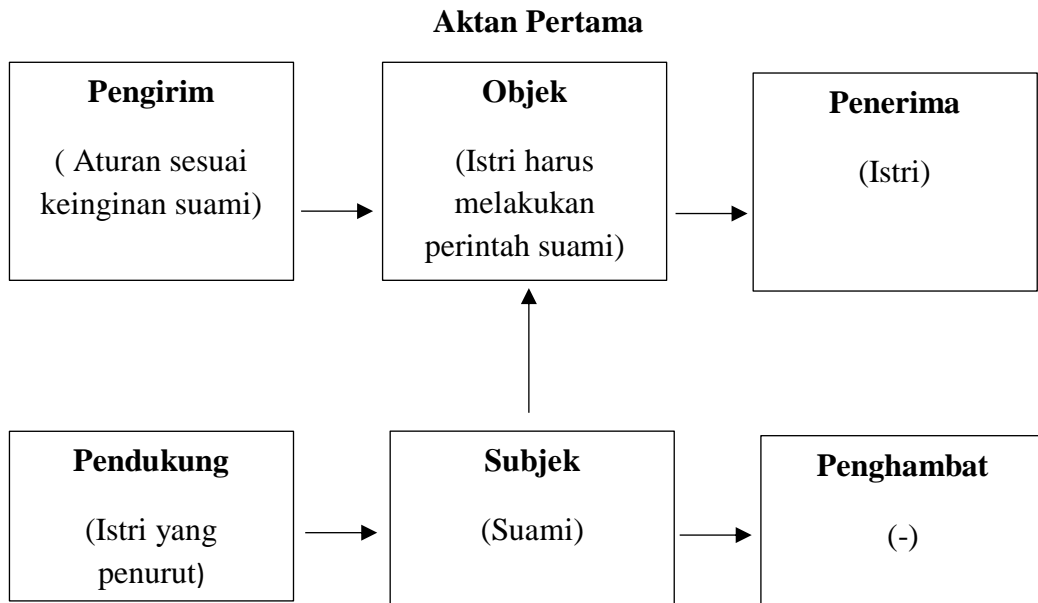 Aktan Pertama
Pengirim
( Aturan sesuai
keinginan suami)
Objek
(Istri harus
melakukan
perintah suami)
Penerima
(Istri)
Pendukung
(Istri yang
penurut)
Subjek
(Suami)
Penghambat
(-)